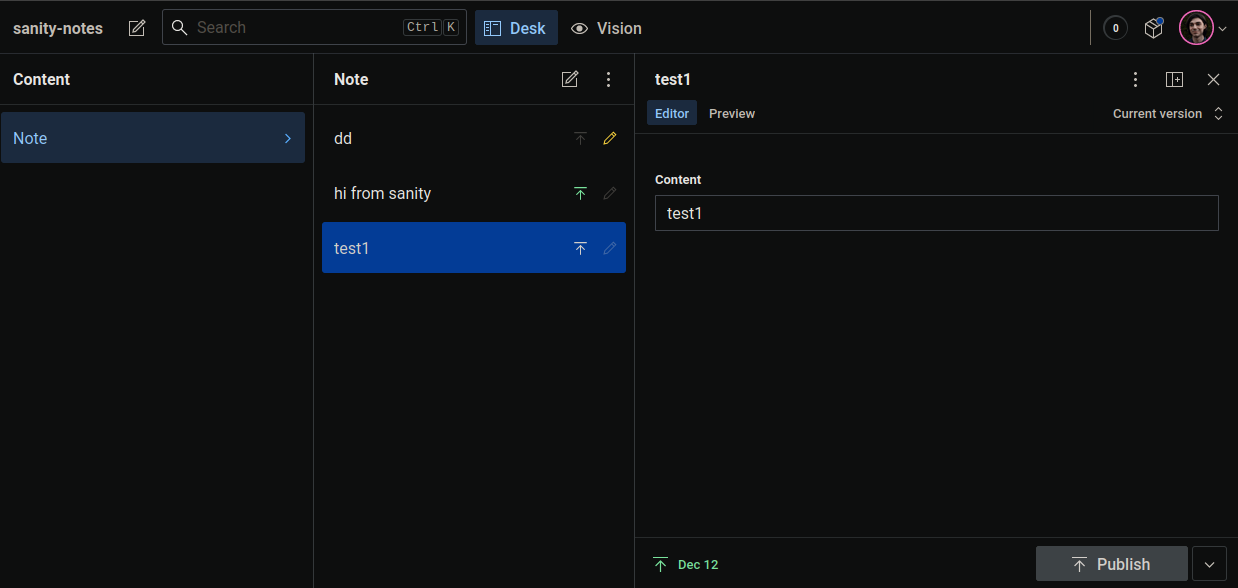 sanity-notes
Search
Ctrl K
Desk
Vision
0
Content
Note
Note
dd
hi from sanity
test1
test1
Editor
Preview
Current version
Content
test1
Dec 12
Publish